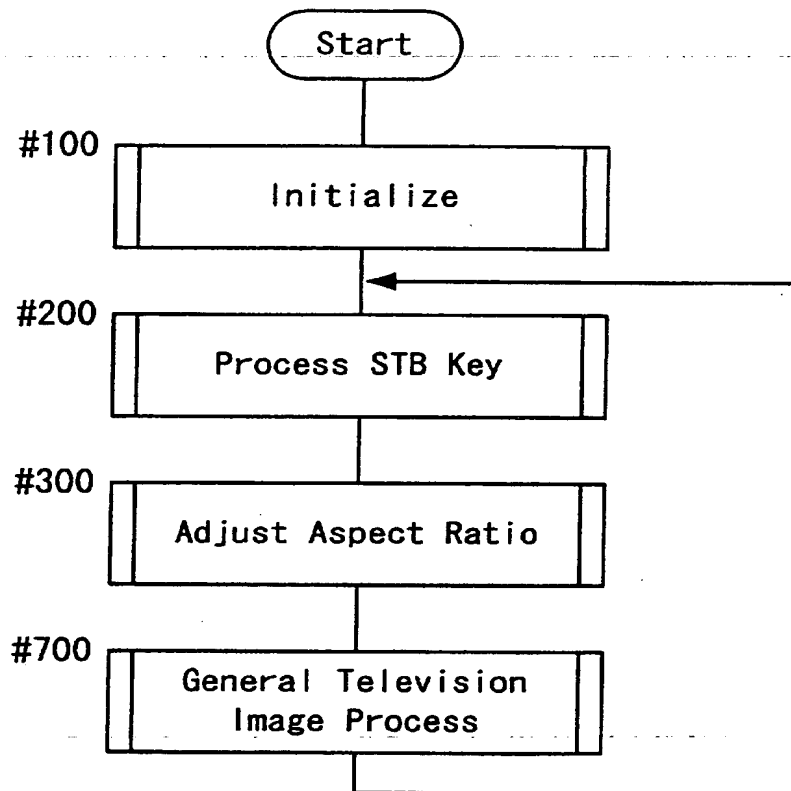 Start
#100
Initialize
#200
Process STB Key
#300
Adjust Aspect Ratio
#700
General Television
Image Process